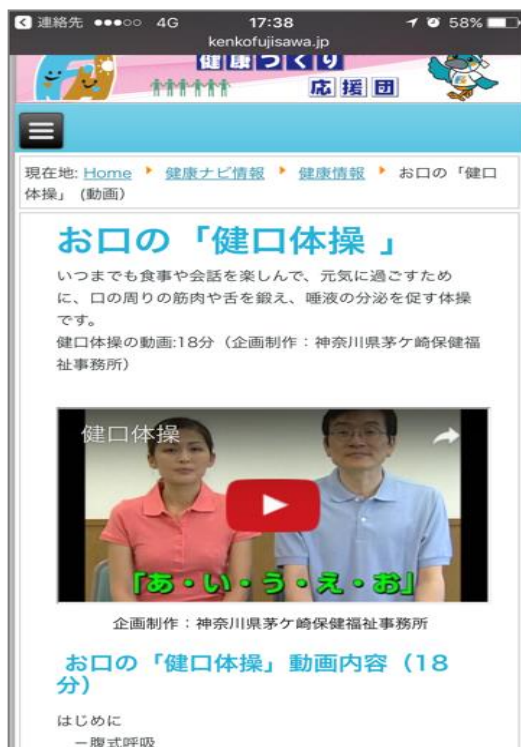 連絡先 4G 17:38 58%
kenkofujisawa.jp
健康づくり
応援団
現在地: Home 健康ナビ情報 健康情報 お口の「健口
体操」(動画)
お口の「健口体操 」
いつまでも食事や会話を楽しんで、元気に過ごすため
に、口の周りの筋肉や舌を鍛え、唾液の分泌を促す体操
です。
健口体操の動画:18分（企画制作：神奈川県茅ケ崎保健福
祉事務所）
健口体操
「あ・い・う・え・お」
企画制作：神奈川県茅ケ崎保健福祉事務所
お口の「健口体操」動画内容（18
分）
はじめに
－腹式呼吸